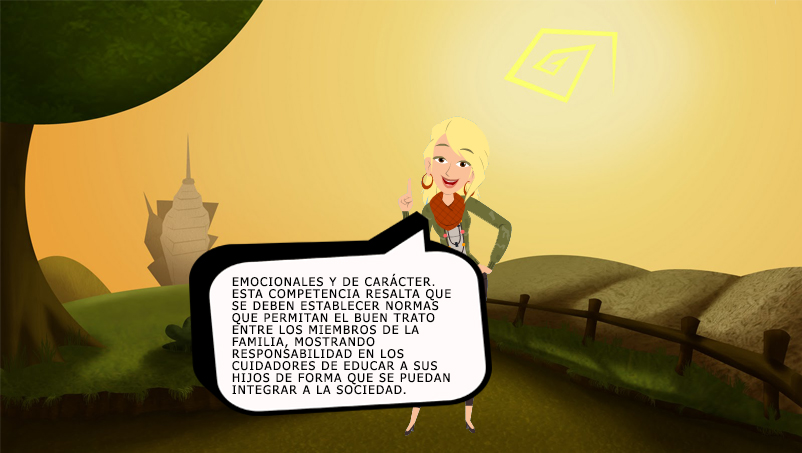 EMOCIONALES Y DE CARÁCTER.
ESTA COMPETENCIA RESALTA QUE
SE DEBEN ESTABLECER NORMAS
QUE PERMITAN EL BUEN TRATO
ENTRE LOS MIEMBROS DE LA
FAMILIA, MOSTRANDO
RESPONSABILIDAD EN LOS
CUIDADORES DE EDUCAR A SUS
HIJOS DE FORMA QUE SE PUEDAN
INTEGRAR A LA SOCIEDAD.